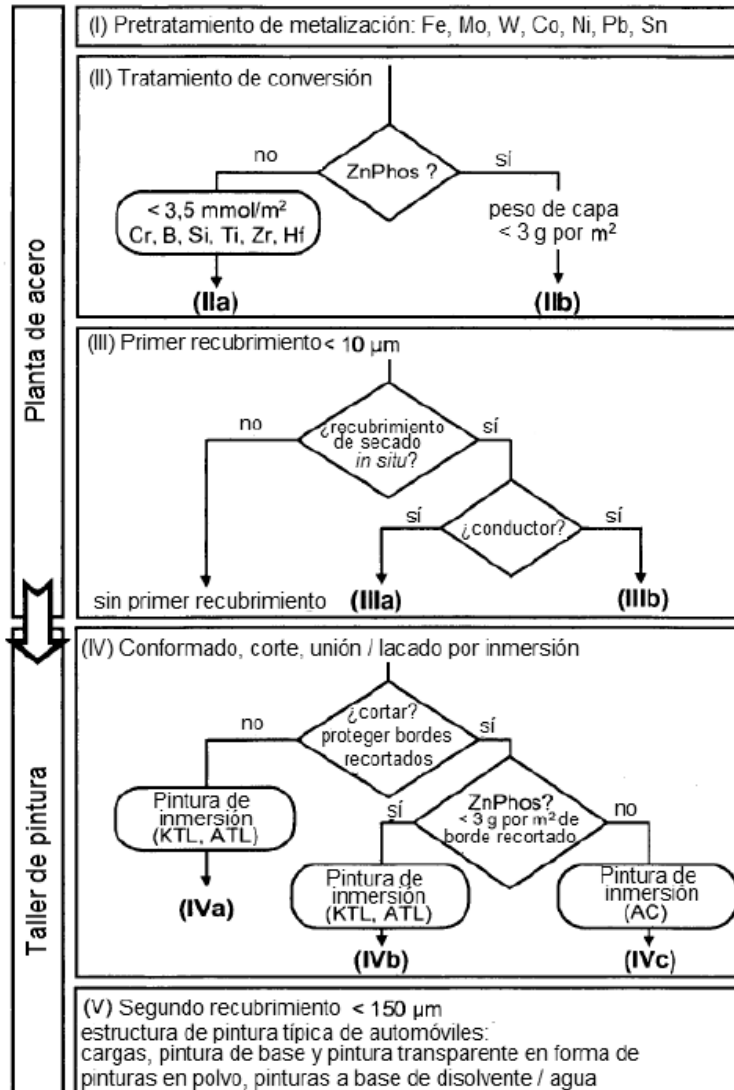 Planta de acero
(I) Pretratamiento de metalización: Fe, Mo, W, Co, Ni, Pb, Sn
(II) Tratamiento de conversión
ZnPhos ?
no
sí
< 3,5 mmol/m²
Cr, B, Si, Ti, Zr, Hf
peso de capa
< 3 g por m²
(IIa)
(IIb)
(III) Primer recubrimiento < 10 µm
¿recubrimiento
de secado
in situ?
no
sí
¿conductor?
sí
sí
sin primer recubrimiento
(IIIa)
(IIIb)
Taller de pintura
(IV) Conformado, corte, unión / lacado por inmersión
¿cortar?
proteger bordes
recortados
no
sí
Pintura de
inmersión
(KTL, ATL)
ZnPhos?
< 3 g por m² de
borde recortado
sí
no
(IVa)
Pintura de
inmersión
(KTL, ATL)
Pintura de
inmersión
(AC)
(IVb)
(IVc)
(V) Segundo recubrimiento < 150 µm
estructura de pintura típica de automóviles:
cargas, pintura de base y pintura transparente en forma de
pinturas en polvo, pinturas a base de disolvente / agua